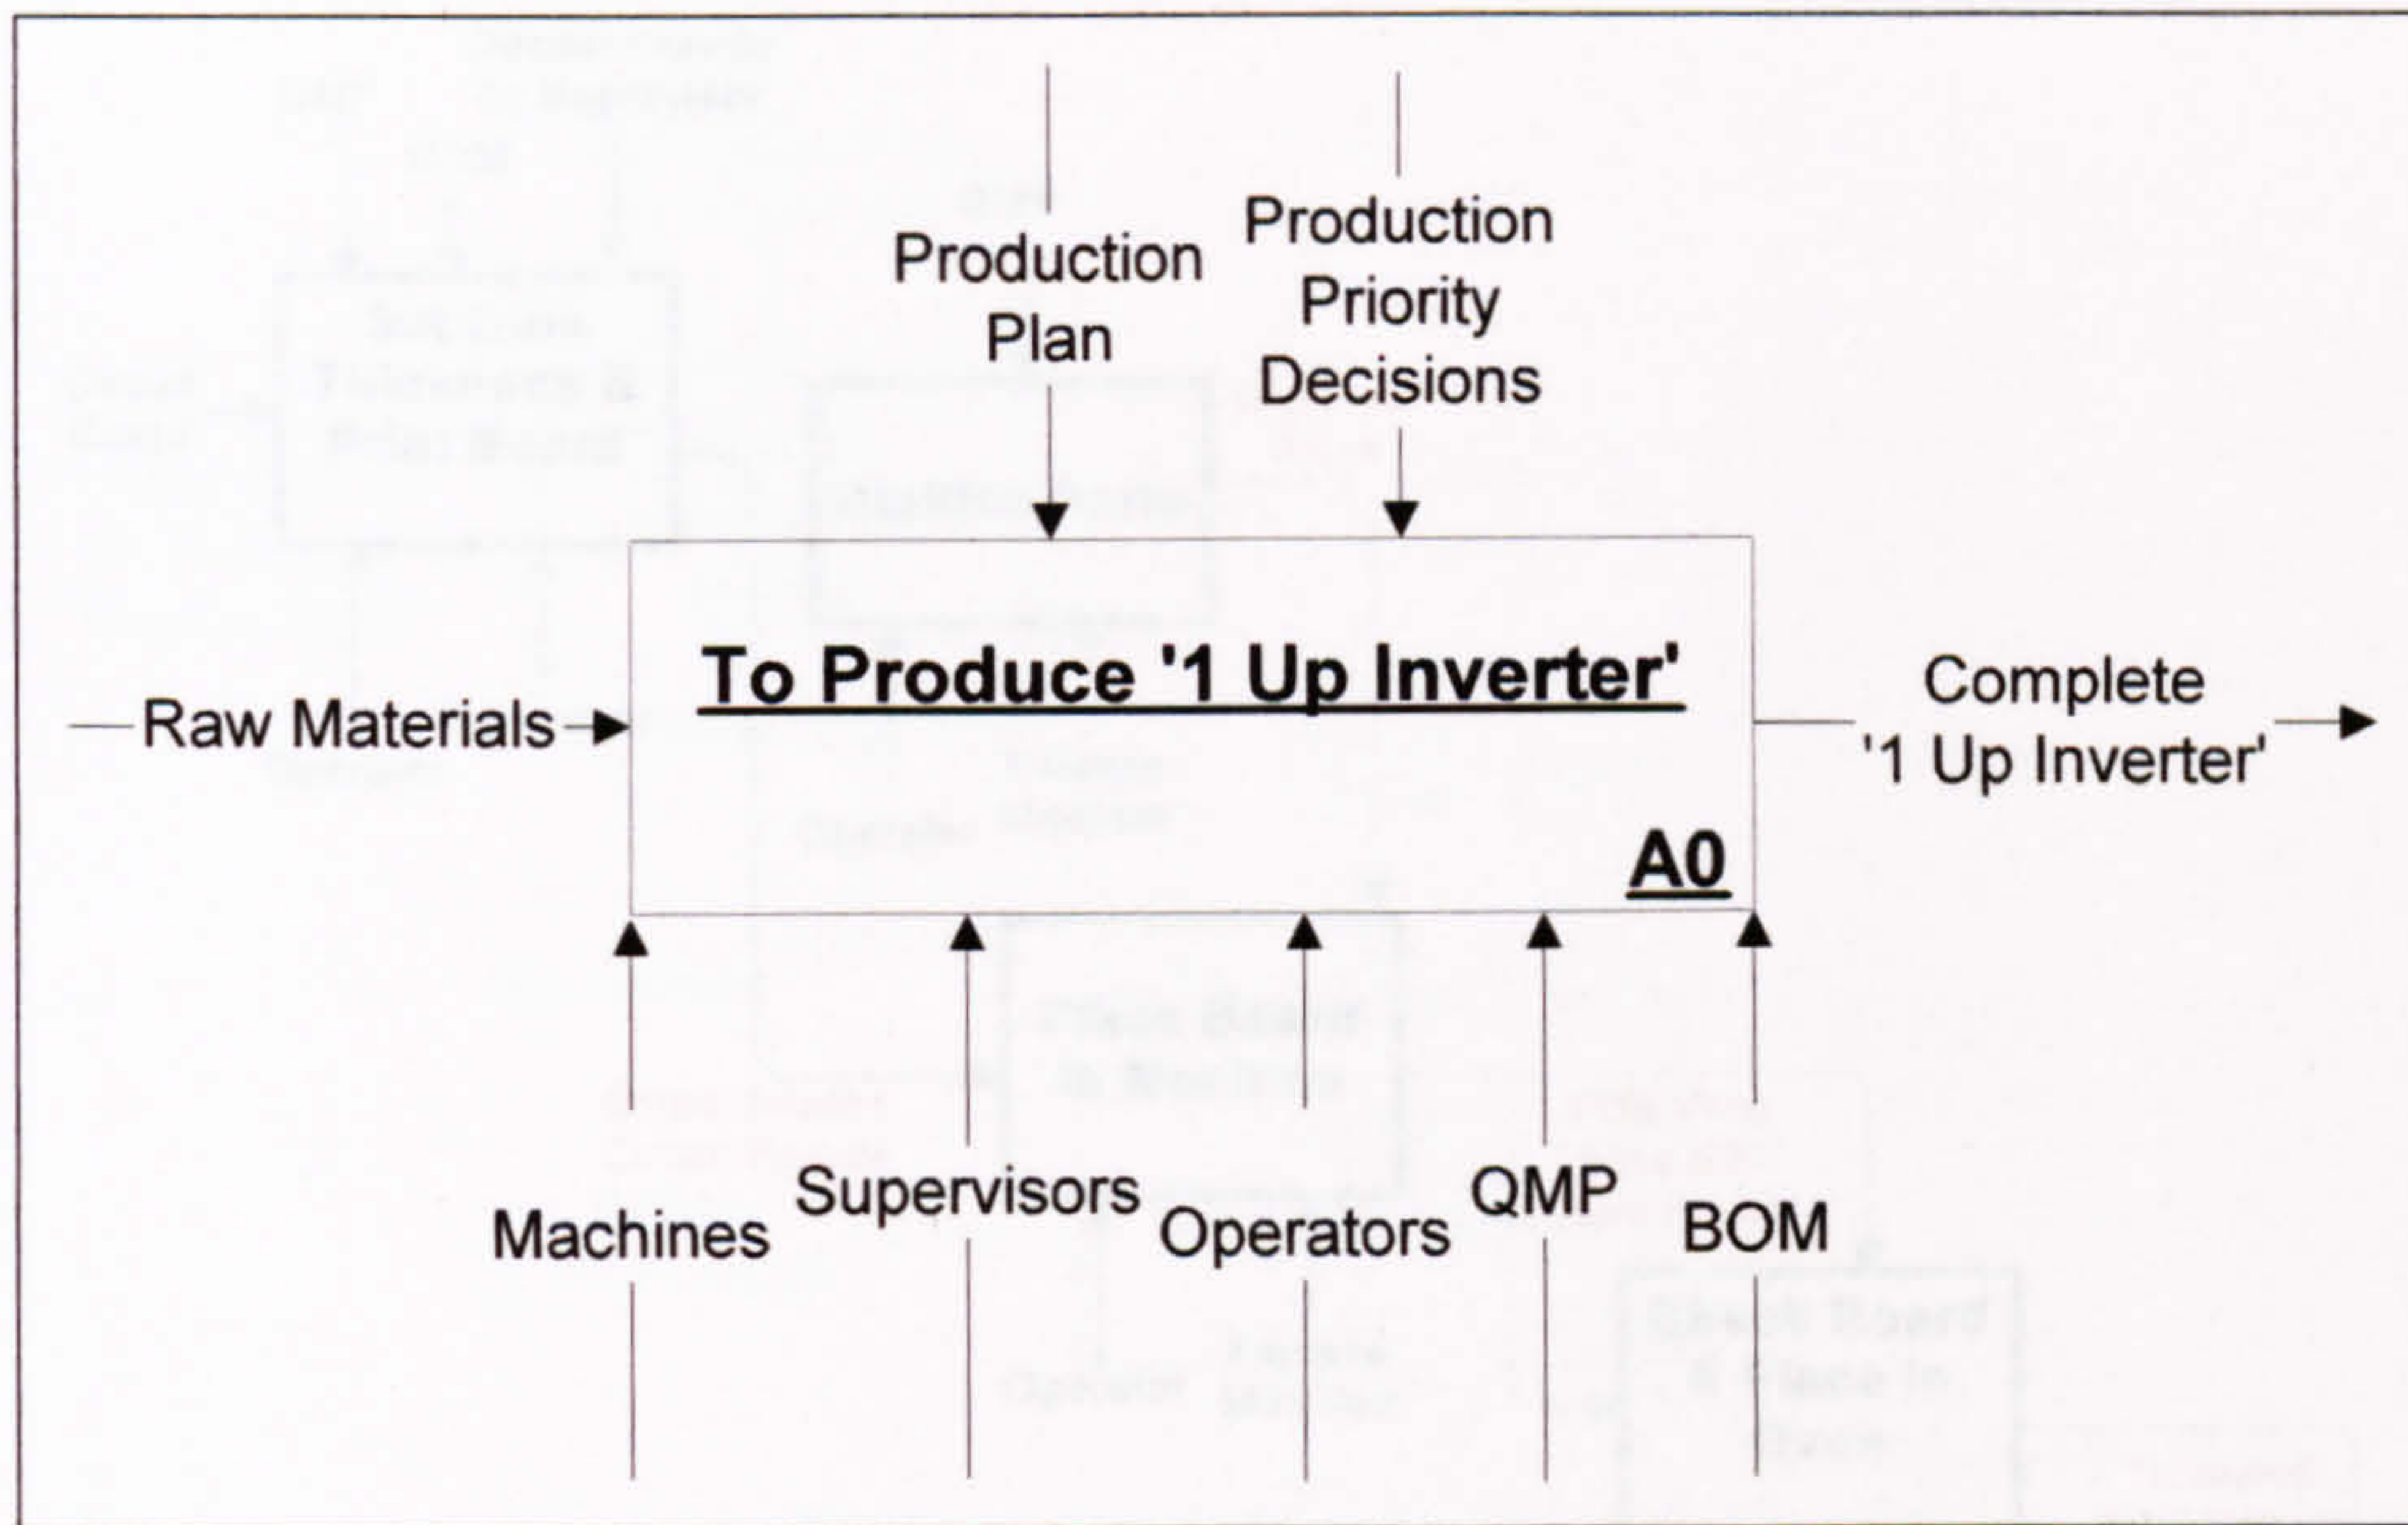 Production
Plan
Production
Priority
Decisions
Raw Materials
To Produce '1 Up Inverter'
A0
Complete
'1 Up Inverter'
Machines
Supervisors
Operators
QMP
BOM